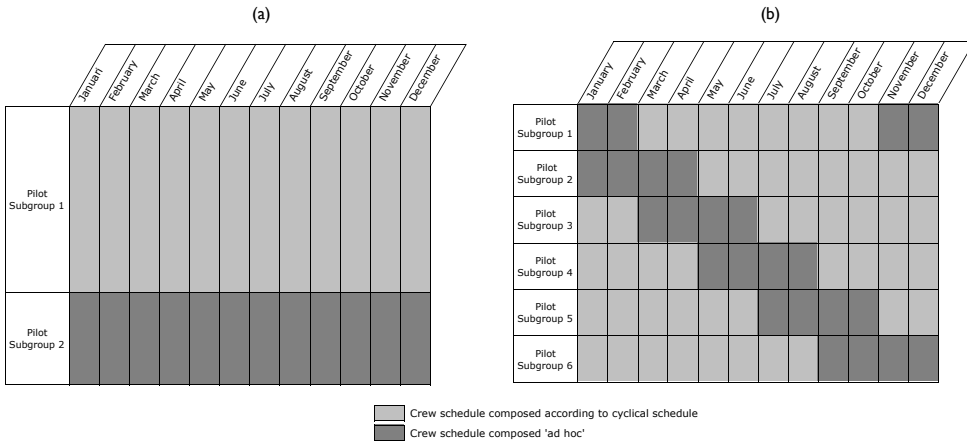 (a)
Januari
February
March
April
May
June
July
August
September
October
November
December
Pilot
Subgroup 1
Pilot
Subgroup 2
(b)
January
February
March
April
May
June
July
August
September
October
November
December
Pilot
Subgroup 1
Pilot
Subgroup 2
Pilot
Subgroup 3
Pilot
Subgroup 4
Pilot
Subgroup 5
Pilot
Subgroup 6
Crew schedule composed according to cyclical schedule
Crew schedule composed 'ad hoc'